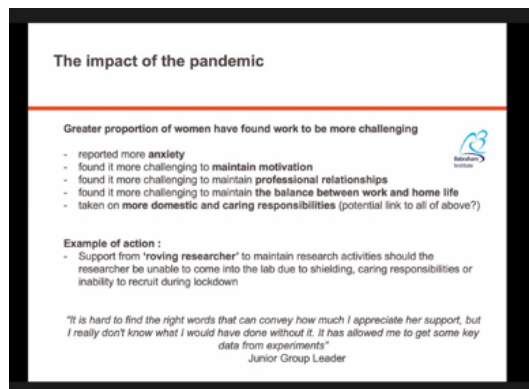 The impact of the pandemic
Greater proportion of women have found work to be more challenging
- reported more anxiety
- found it more challenging to maintain motivation
- found it more challenging to maintain professional relationships
- found it more challenging to maintain the balance between work and home life
- taken on more domestic and caring responsibilities (potential link to all of above?)
Babraham
Institute
Example of action :
- Support from 'roving researcher' to maintain research activities should the
researcher be unable to come into the lab due to shielding, caring responsibilities or
inability to recruit during lockdown
"It is hard to find the right words that can convey how much I appreciate her support, but
I really don't know what I would have done without it. It has allowed me to get some key
data from experiments"
Junior Group Leader